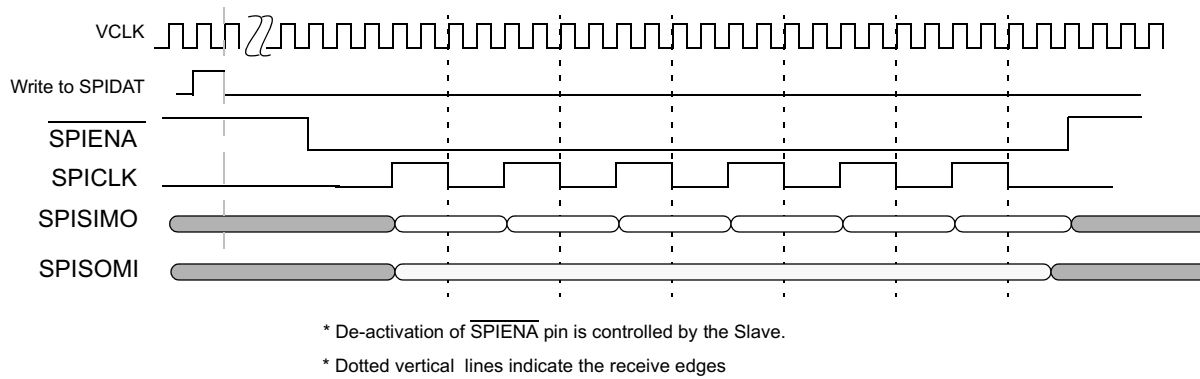 VCLK
Write to SPIDAT
SPIENA
SPICLK
SPISIMO
SPISOMI
* De-activation of SPIENA pin is controlled by the Slave.
* Dotted vertical lines indicate the receive edges